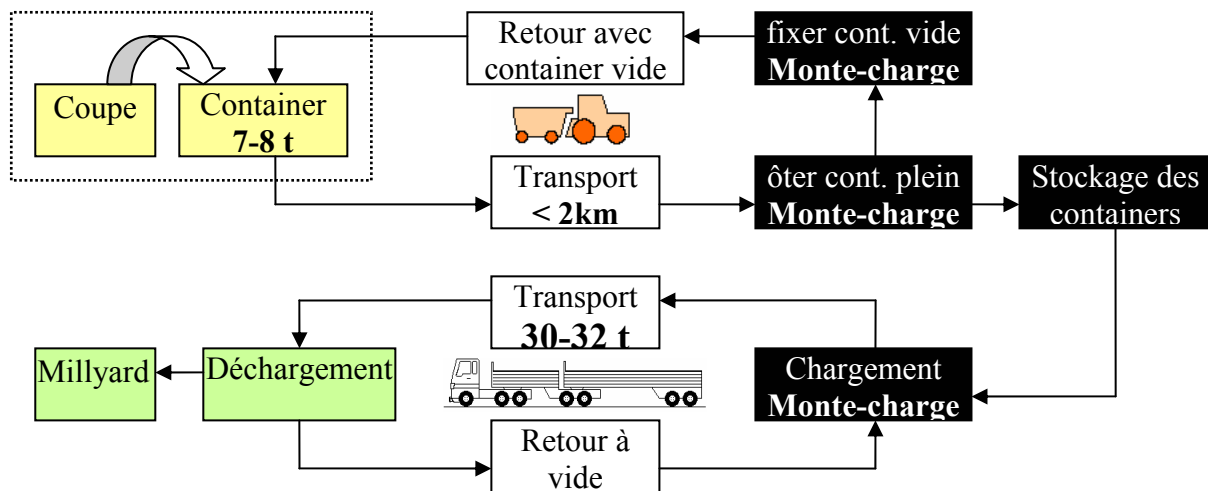 Retour avec
container vide
fixer cont. vide
Monte-charge
Coupe
Container
7-8 t
Transport
< 2km
ôter cont. plein
Monte-charge
Stockage des
containers
Transport
30-32 t
Millyard
Déchargement
Chargement
Monte-charge
Retour à
vide